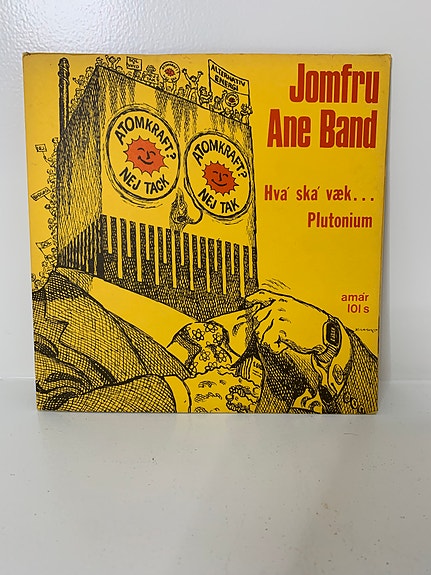 Jomfru
Ane Band
Hva' ska' væk...
Plutonium
amár
101 s
ALTERNATIV
ENERGI
ATOMKRAFT?
NEJ TACK
ATOMKRAFT?
NEJ TAK